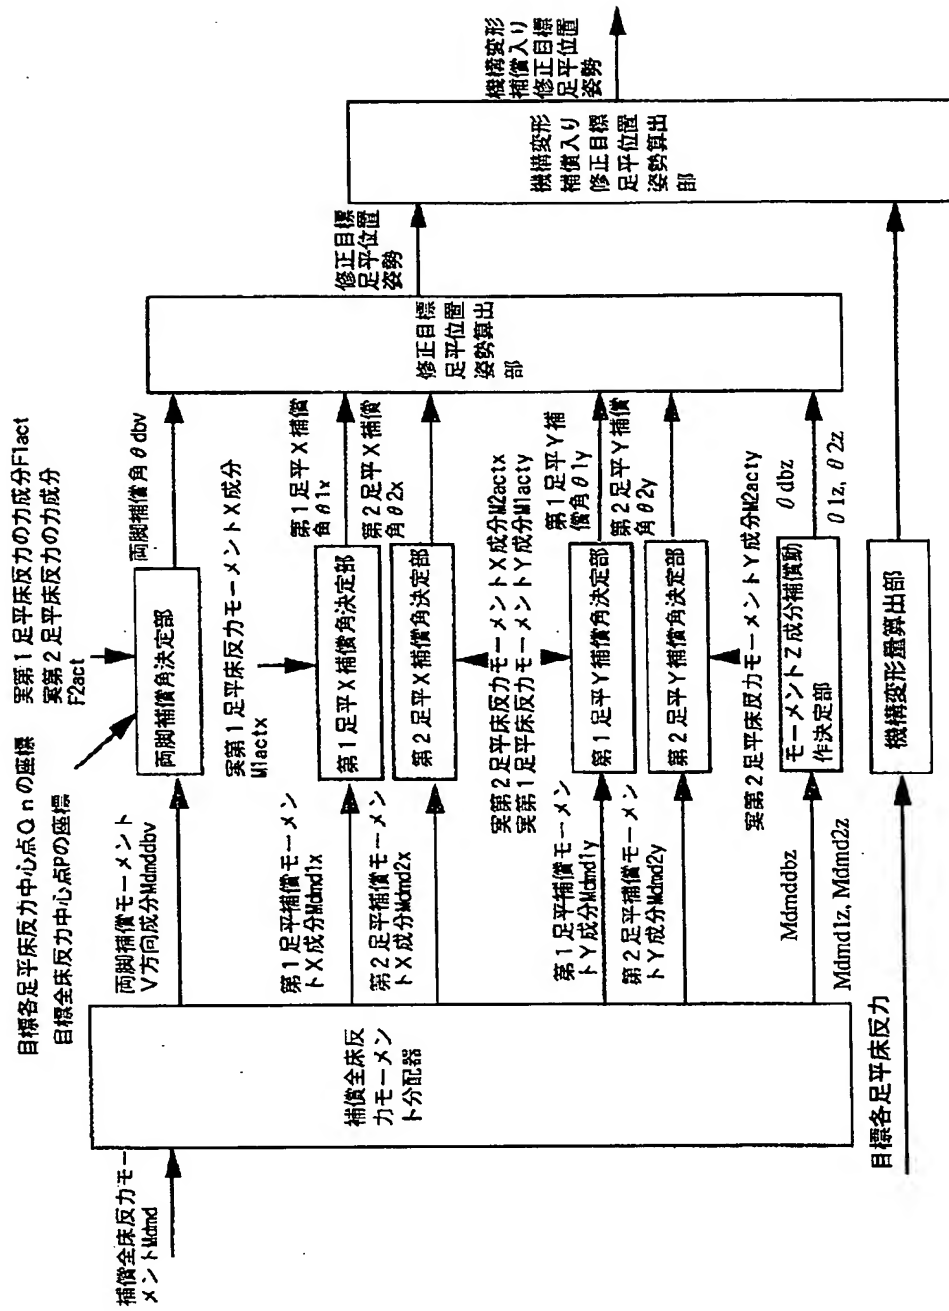 補償全床反力モー
メントMdmd
補償全床反
力モーメン
ト分配器
目標各足平床反力中心点Qnの座標
目標全床反力中心点Pの座標
実第1足平床反力の力成分F1act
実第2足平床反力の力成分
F2act
両脚補償モーメント
V方向成分Mdmddbv
両脚補償角決定部
両脚補償角θdbv
実第1足平床反力モーメントX成分
M1actx
第1足平補償モーメン
トX成分Mdmd1x
第1足平X補償角決定部
第1足平X補償
角θ1x
第2足平補償モーメン
トX成分Mdmd2x
第2足平X補償角決定部
第2足平X補償
角θ2x
実第2足平床反力モーメントX成分M2actx
実第1足平床反力モーメントY成分M1acty
第1足平補償モーメン
トY成分Mdmd1y
第1足平Y補償角決定部
第1足平Y補
償角θ1y
第2足平補償モーメン
トY成分Mdmd2y
第2足平Y補償角決定部
第2足平Y補償
角θ2y
実第2足平床反力モーメントY成分M2acty
Mdmddbz
Mdmd1z, Mdmd2z
モーメントZ成分補償動
作決定部
θdbz
θ1z, θ2z
目標各足平床反力
機構変形量算出部
修正目標
足平位置
姿勢算出
部
修正目標
足平位置
姿勢
機構変形
補償入り
修正目標
足平位置
姿勢算出
部
機構変形
補償入り
修正目標
足平位置
姿勢